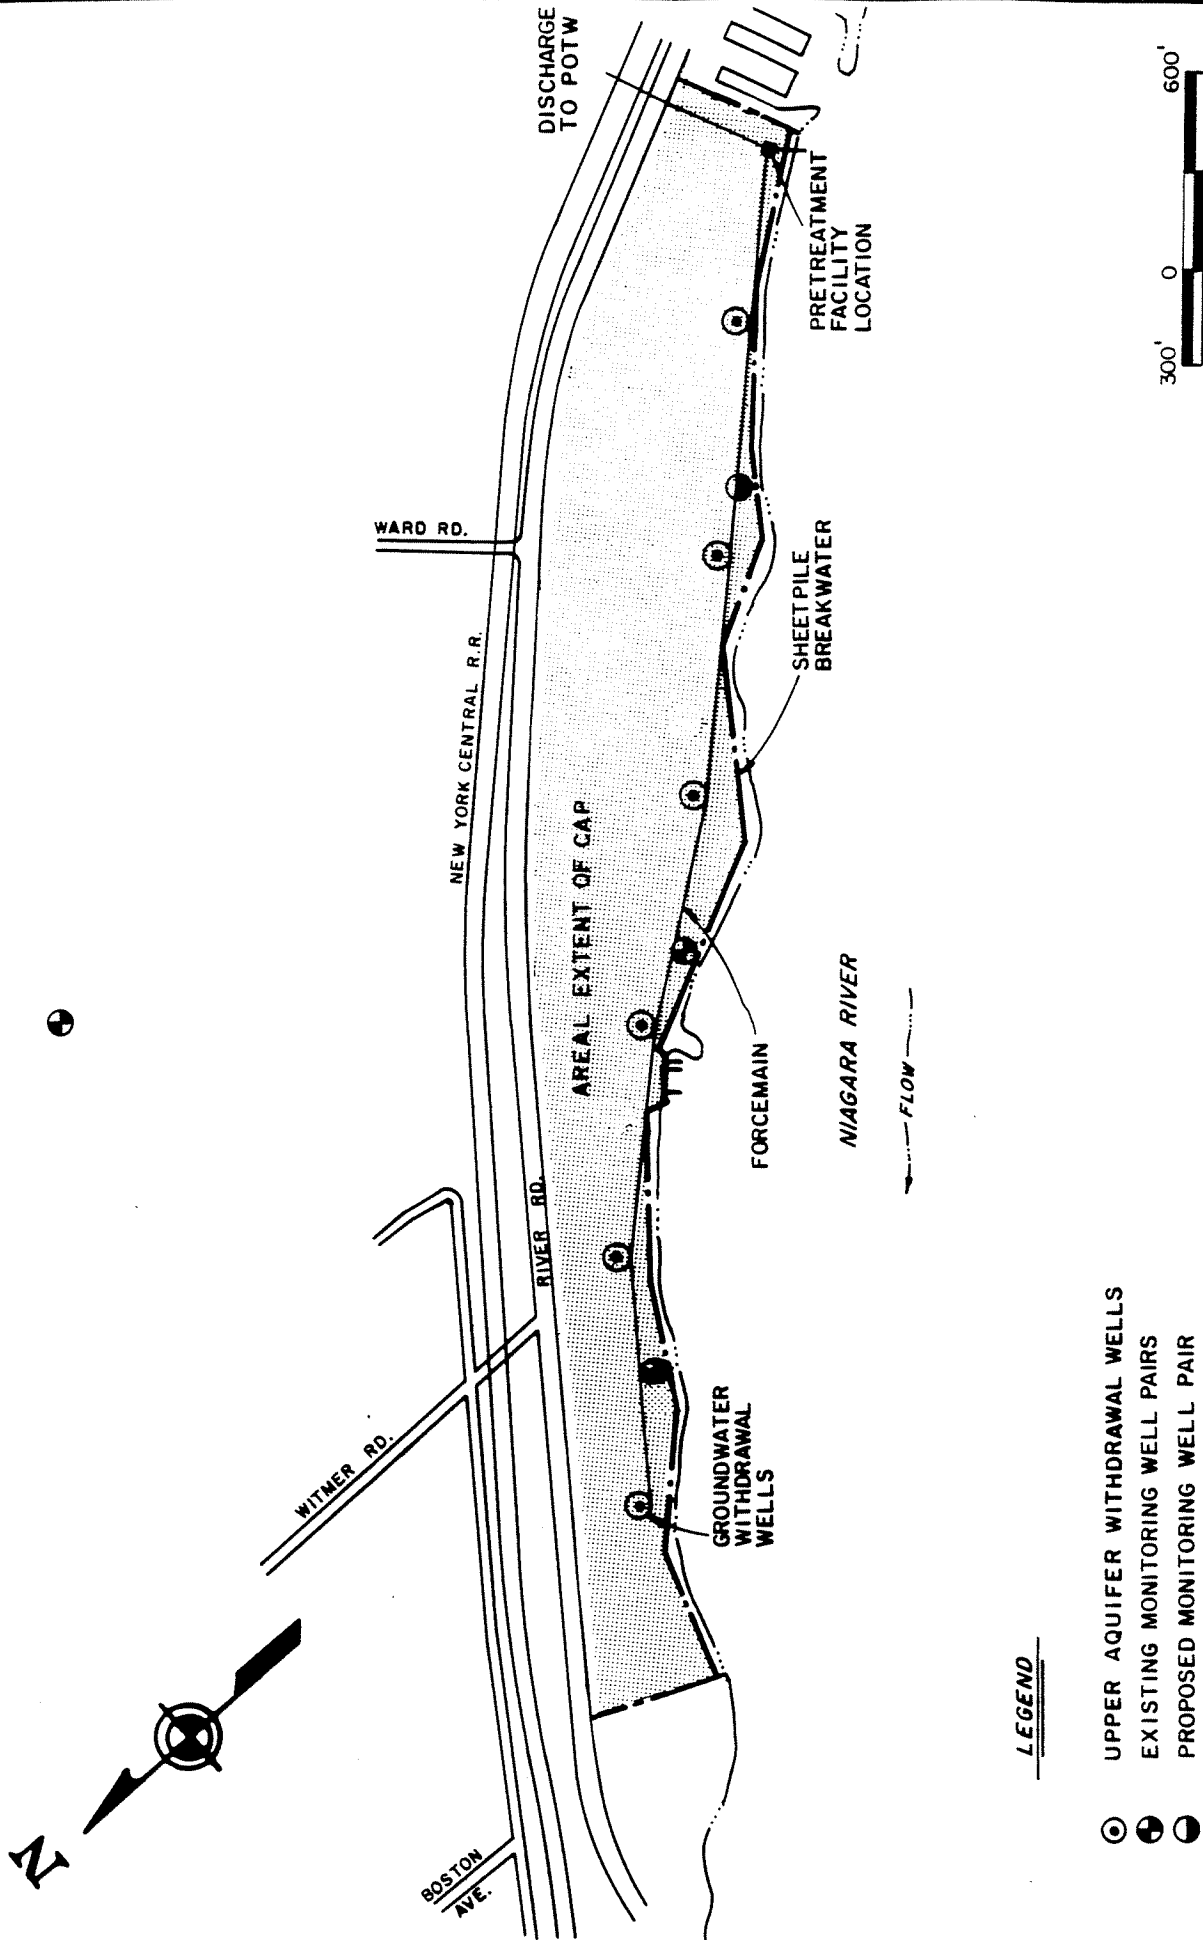 N
BOSTON
AVE.
WITMER RD.
RIVER RD.
NEW YORK CENTRAL R.R.
WARD RD.
DISCHARGE
TO POTW
AREAL EXTENT OF CAP
GROUNDWATER
WITHDRAWAL
WELLS
FORCEMAIN
SHEETPILE
BREAKWATER
PRETREATMENT
FACILITY
LOCATION
NIAGARA RIVER
FLOW
LEGEND
UPPER AQUIFER WITHDRAWAL WELLS
EXISTING MONITORING WELL PAIRS
PROPOSED MONITORING WELL PAIR
300' 0 600'